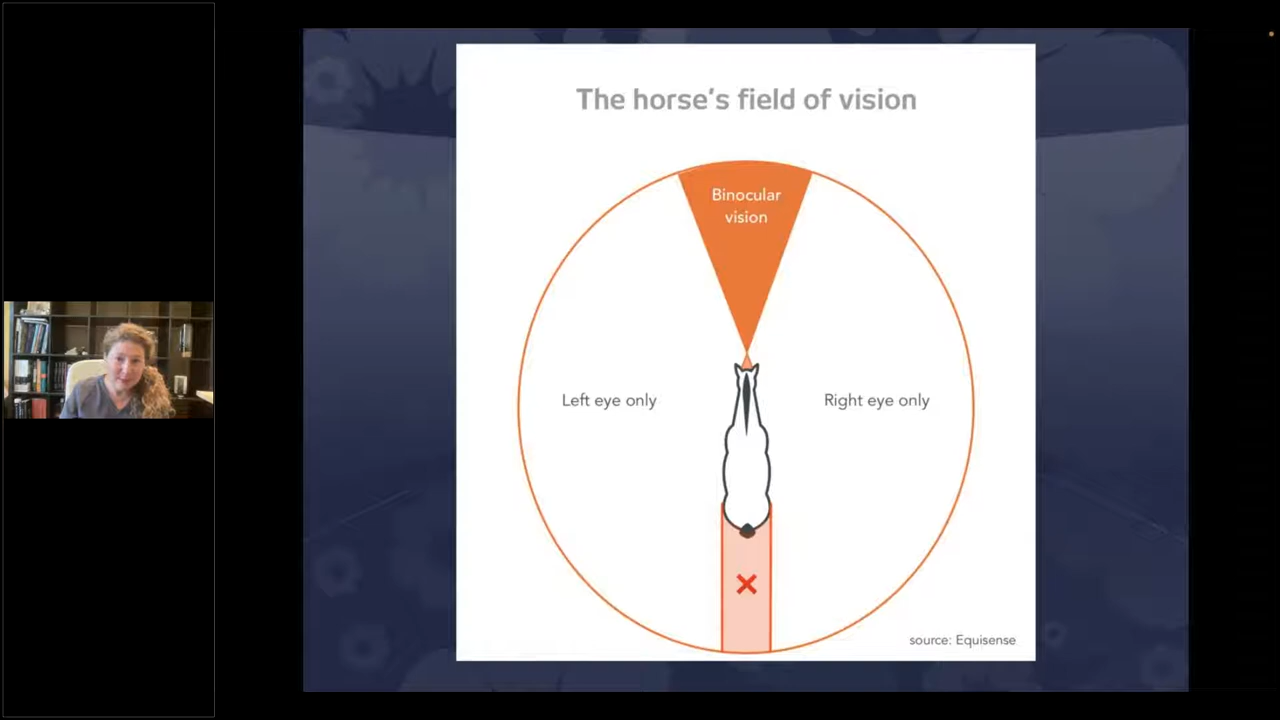 The horse's field of vision
Binocular
vision
Left eye only
Right eye only
source: Equisense